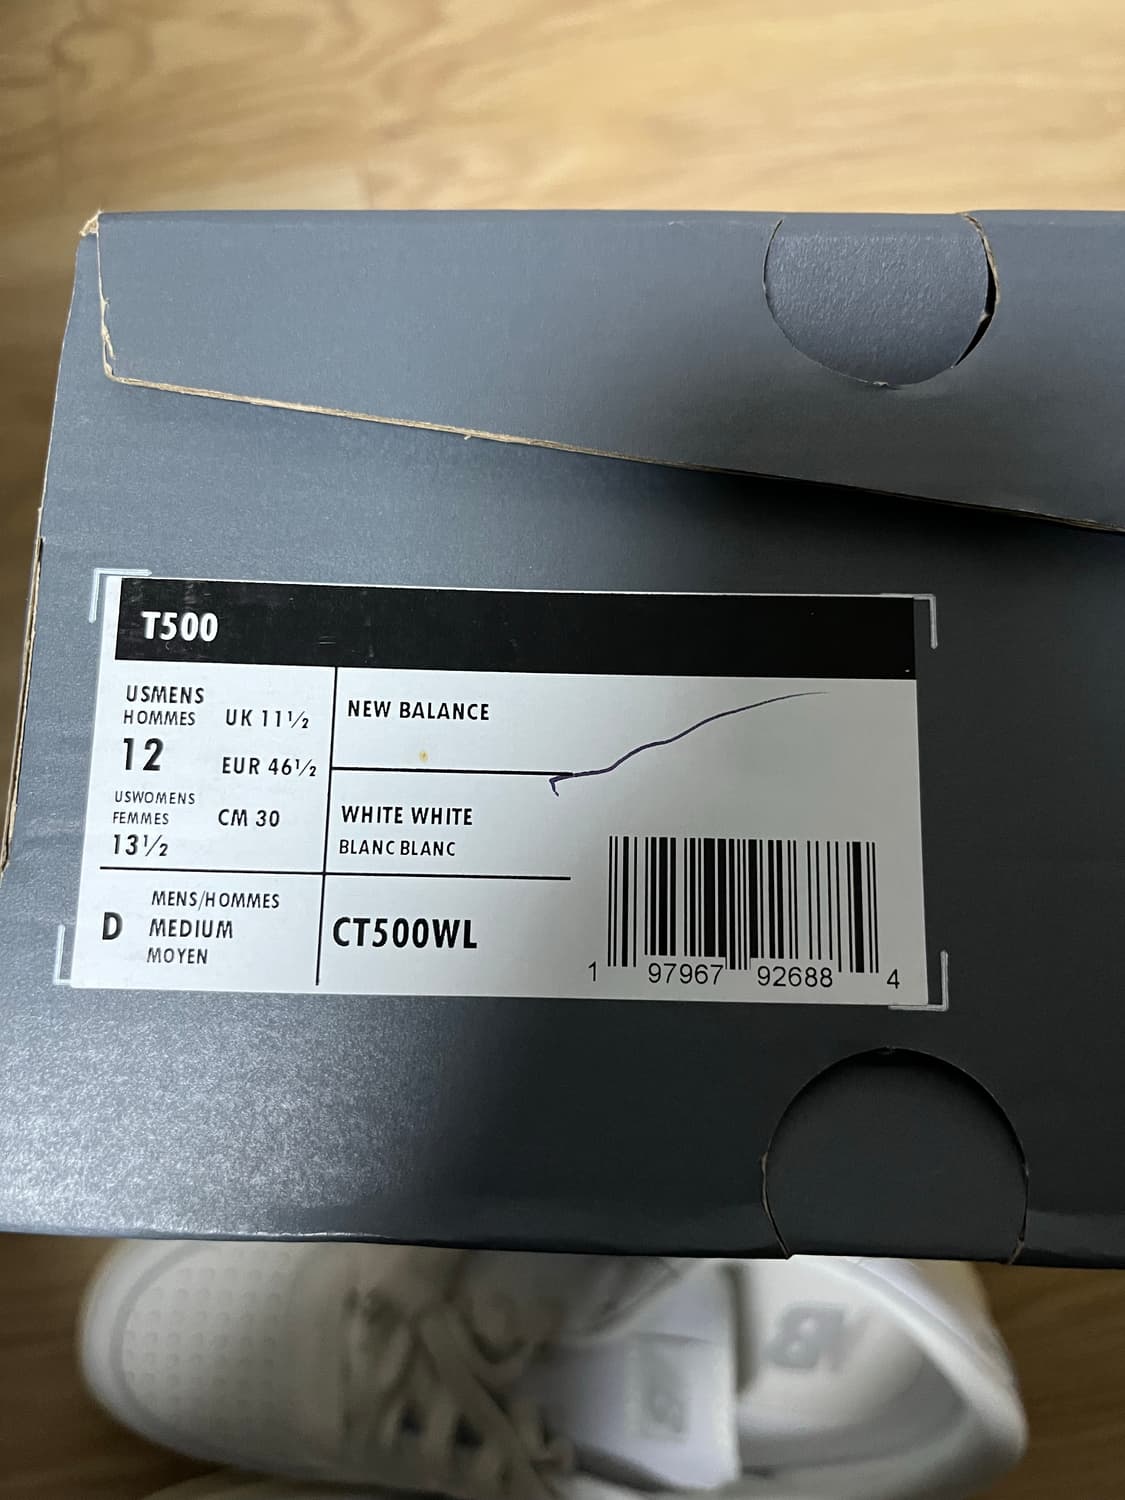 T500
USMENS
HOMMES
12
UK 11½
EUR 46½
USWOMENS
FEMMES
13½
CM 30
NEW BALANCE
WHITE WHITE
BLANC BLANC
D
MENS/HOMMES
MEDIUM
MOYEN
CT500WL
1 97967 92688 4